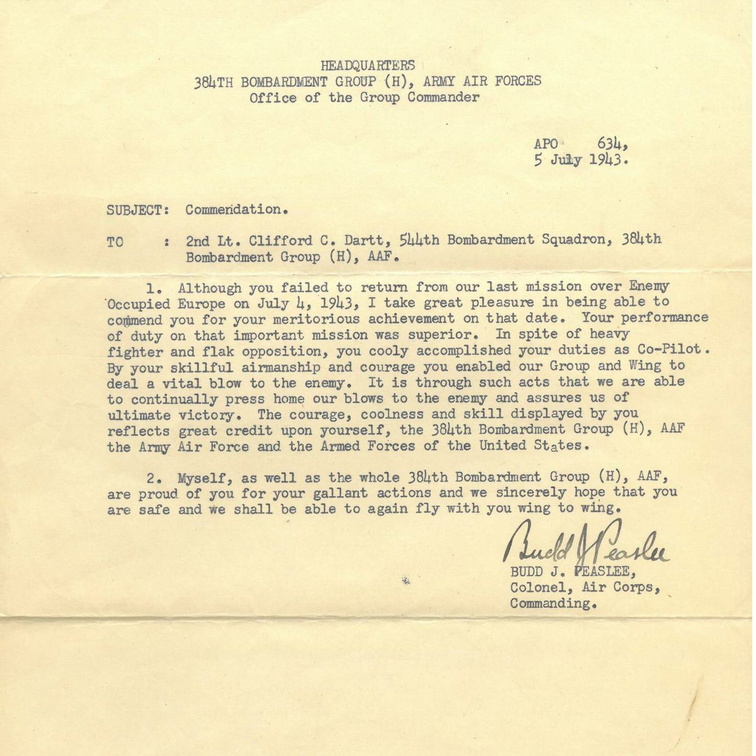 HEADQUARTERS
384TH BOMBARDMENT GROUP (H), ARMY AIR FORCES
Office of the Group Commander
APO 634,
5 July 1943.
SUBJECT: Commendation.
TO : 2nd Lt. Clifford C. Dartt, 544th Bombardment Squadron, 384th
Bombardment Group (H), AAF.
1. Although you failed to return from our last mission over Enemy
Occupied Europe on July 4, 1943, I take great pleasure in being able to
commend you for your meritorious achievement on that date. Your performance
of duty on that important mission was superior. In spite of heavy
fighter and flak opposition, you cooly accomplished your duties as Co-Pilot.
By your skillful airmanship and courage you enabled our Group and Wing to
deal a vital blow to the enemy. It is through such acts that we are able
to continually press home our blows to the enemy and assures us of
ultimate victory. The courage, coolness and skill displayed by you
reflects great credit upon yourself, the 384th Bombardment Group (H), AAF
the Army Air Force and the Armed Forces of the United States.
2. Myself, as well as the whole 384th Bombardment Group (H), AAF,
are proud of you for your gallant actions and we sincerely hope that you
are safe and we shall be able to again fly with you wing to wing.
Budd J Peaslee
BUDD J. PEASLEE,
Colonel, Air Corps,
Commanding.